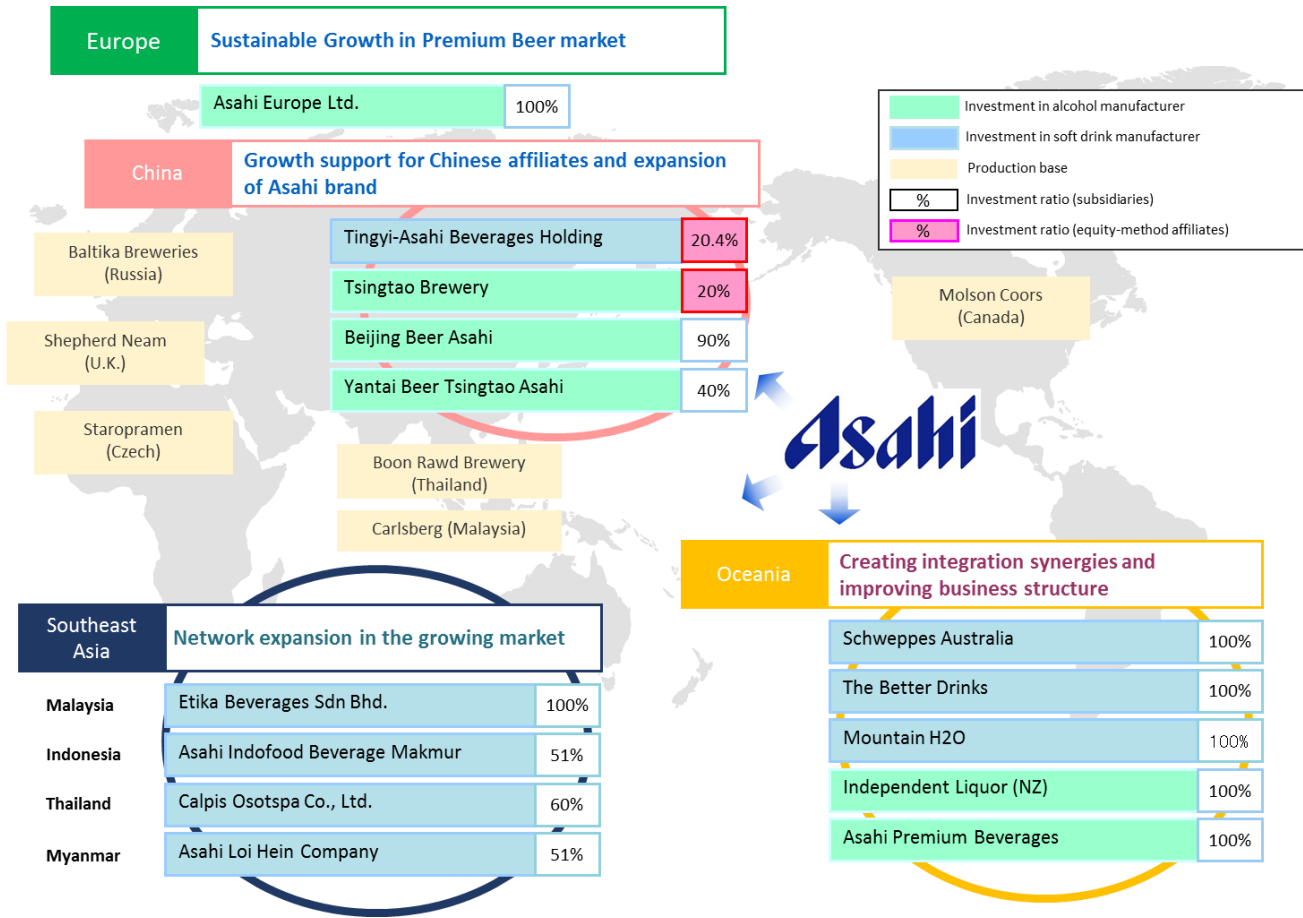 Europe
Sustainable Growth in Premium Beer market
Asahi Europe Ltd.
100%
China
Growth support for Chinese affiliates and expansion
of Asahi brand
Tingyi-Asahi Beverages Holding
20.4%
Tsingtao Brewery
20%
Beijing Beer Asahi
90%
Yantai Beer Tsingtao Asahi
40%
Investment in alcohol manufacturer
Investment in soft drink manufacturer
Production base
%
Investment ratio (subsidiaries)
%
Investment ratio (equity-method affiliates)
Baltika Breweries
(Russia)
Shepherd Neam
(U.K.)
Staropramen
(Czech)
Molson Coors
(Canada)
Boon Rawd Brewery
(Thailand)
Carlsberg (Malaysia)
Asahi
Oceania
Creating integration synergies and
improving business structure
Schweppes Australia
100%
The Better Drinks
100%
Mountain H2O
100%
Independent Liquor (NZ)
100%
Asahi Premium Beverages
100%
Southeast
Asia
Network expansion in the growing market
Malaysia
Etika Beverages Sdn Bhd.
100%
Indonesia
Asahi Indofood Beverage Makmur
51%
Thailand
Calpis Osotspa Co., Ltd.
60%
Myanmar
Asahi Loi Hein Company
51%